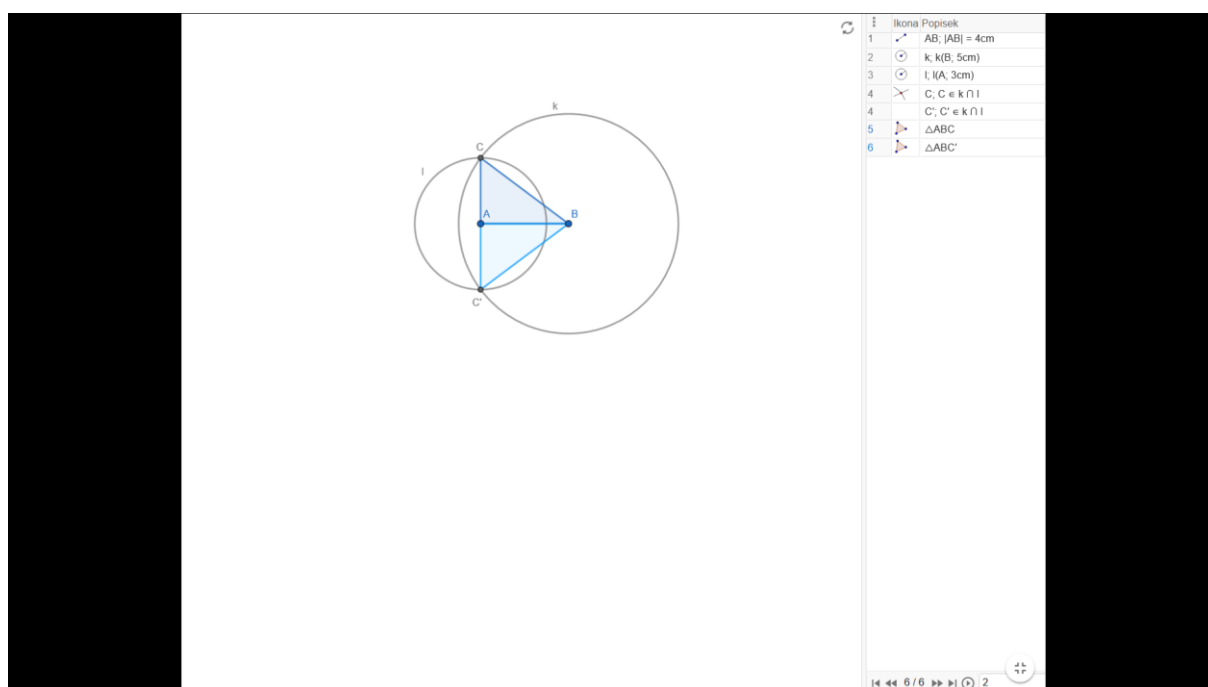 k
C
l
A
B
C'
Ikona Popisek
1 AB; |AB| = 4cm
2 k; k(B; 5cm)
3 l; l(A; 3cm)
4 C; C ∈ k ∩ l
4 C'; C' ∈ k ∩ l
5 △ABC
6 △ABC'
6 / 6 2